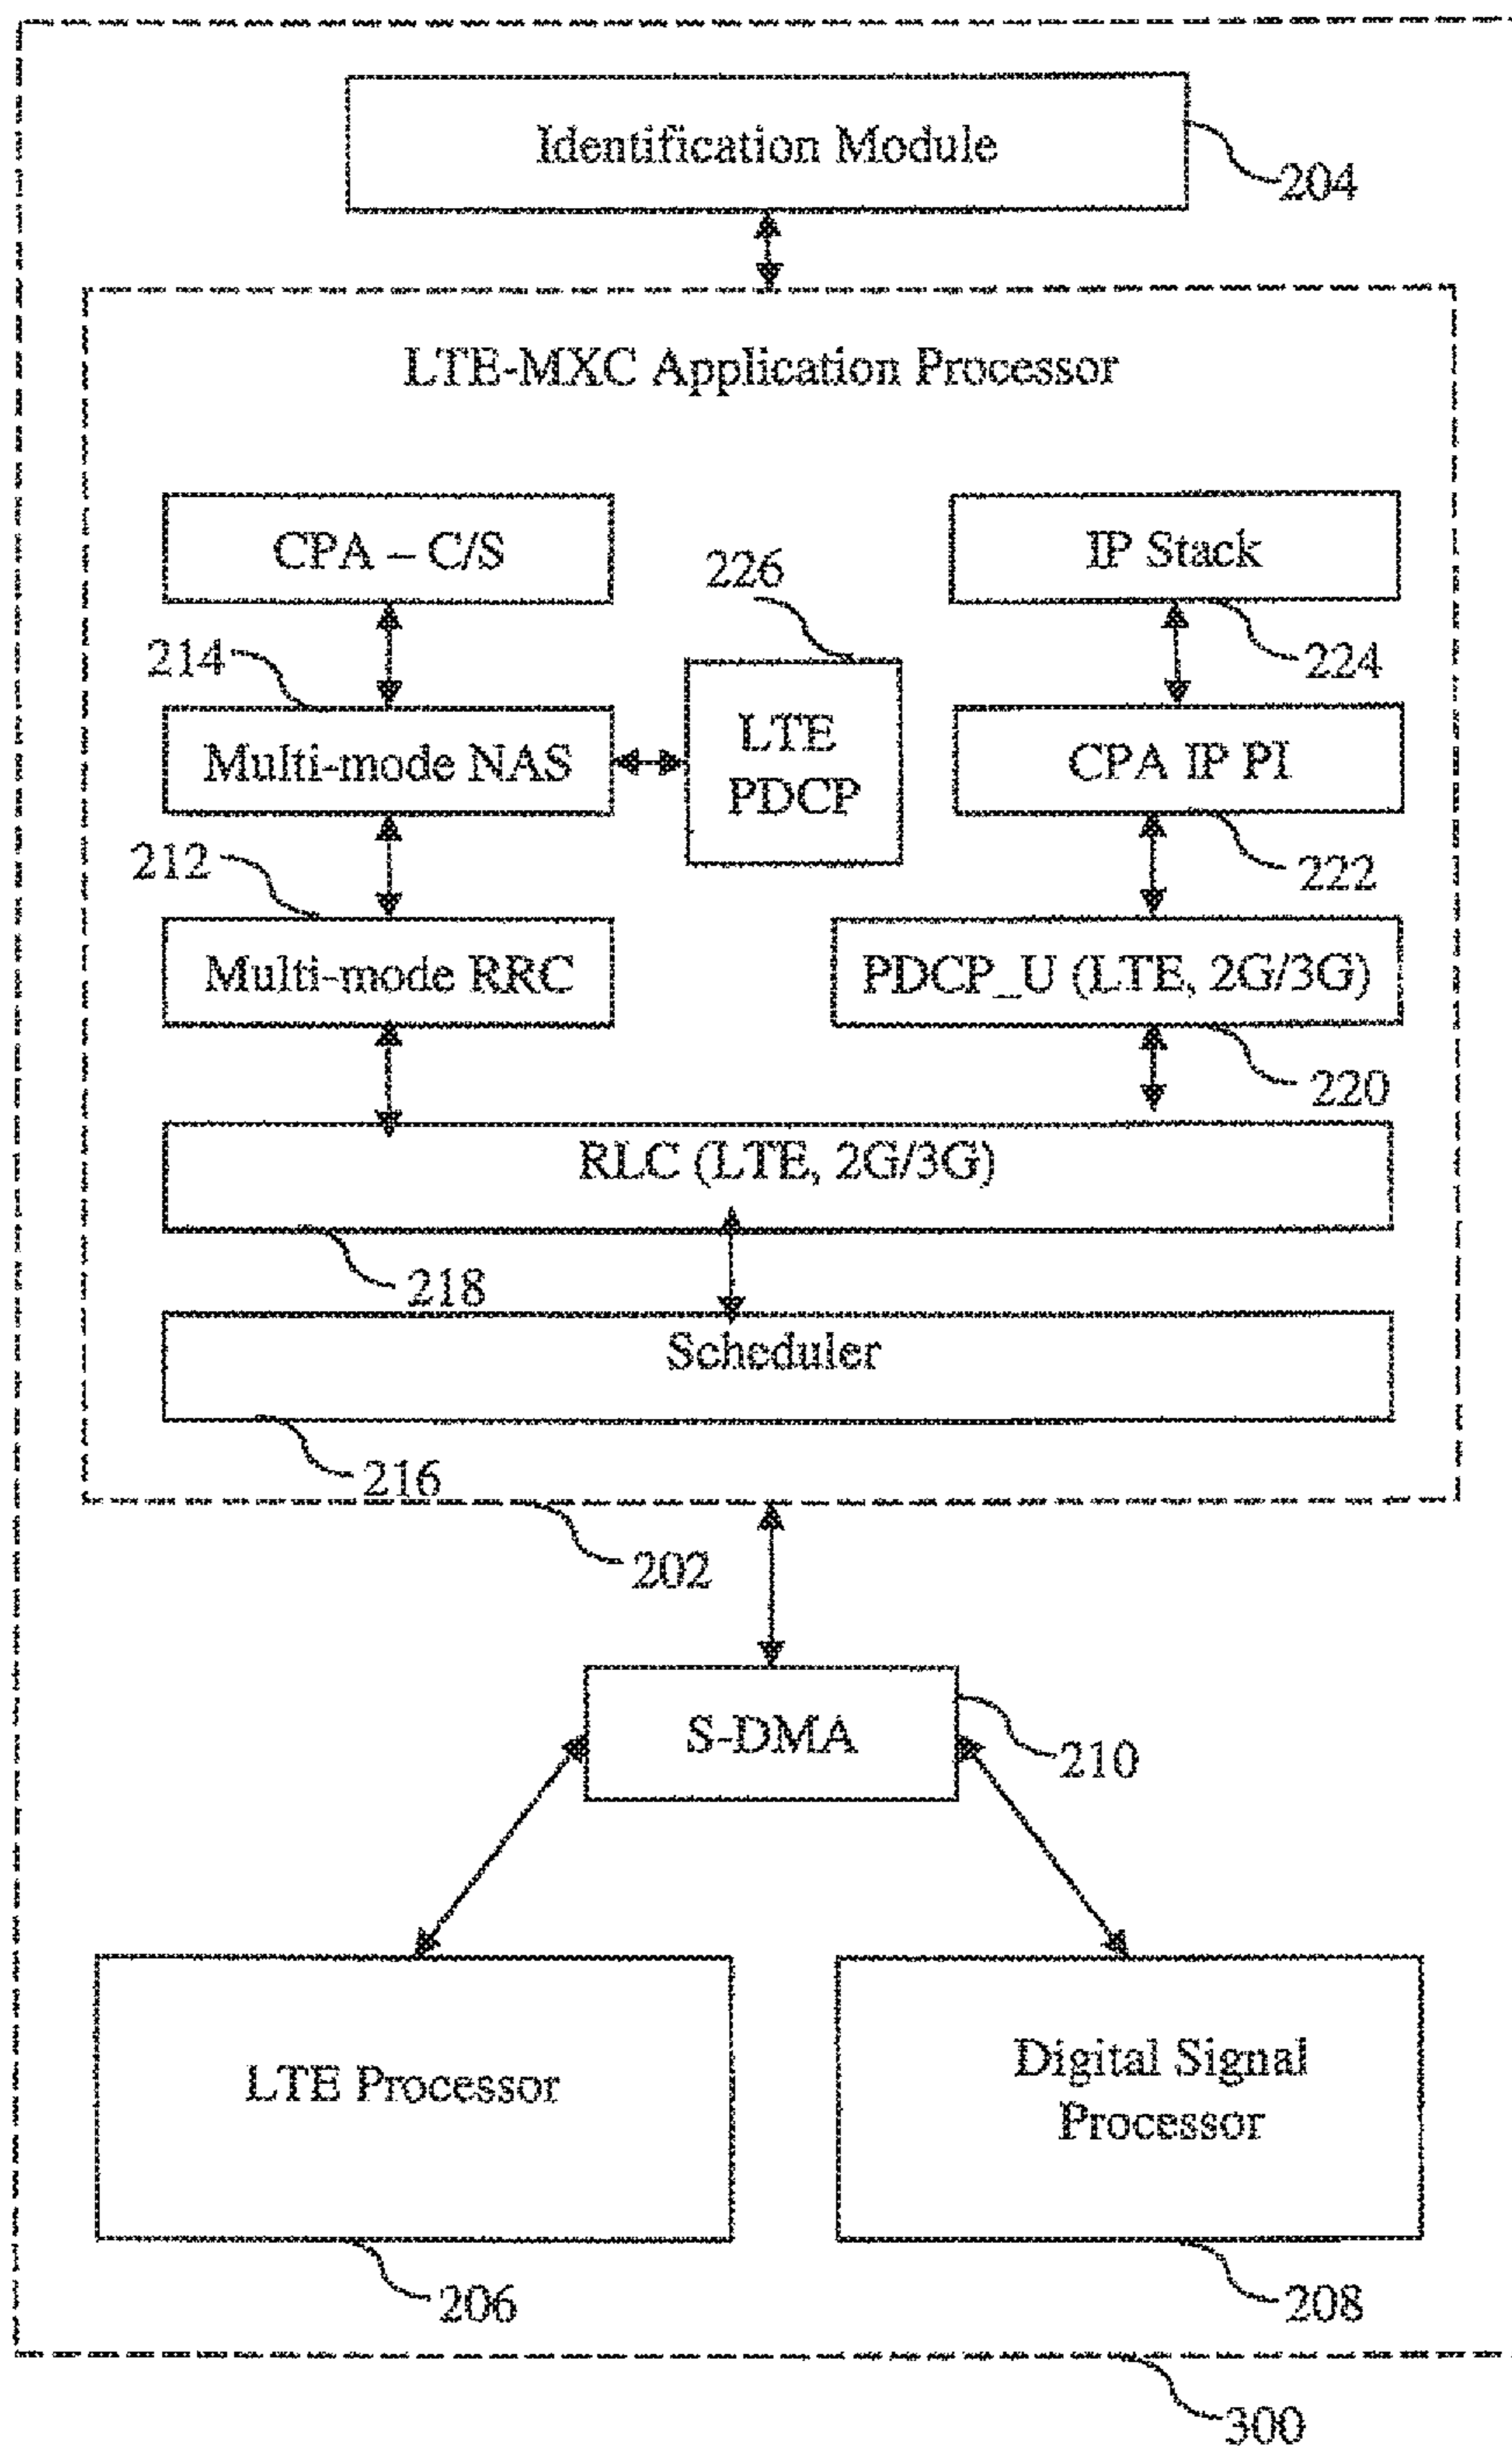 Identification Module
204
LTE-MXC Application Processor
CPA – C/S
IP Stack
226
214
224
Multi-mode NAS
LTE
PDCP
CPA IP PI
212
222
Multi-mode RRC
PDCP_U (LTE, 2G/3G)
220
RLC (LTE, 2G/3G)
218
Scheduler
216
202
S-DMA
210
LTE Processor
Digital Signal
Processor
206
208
300